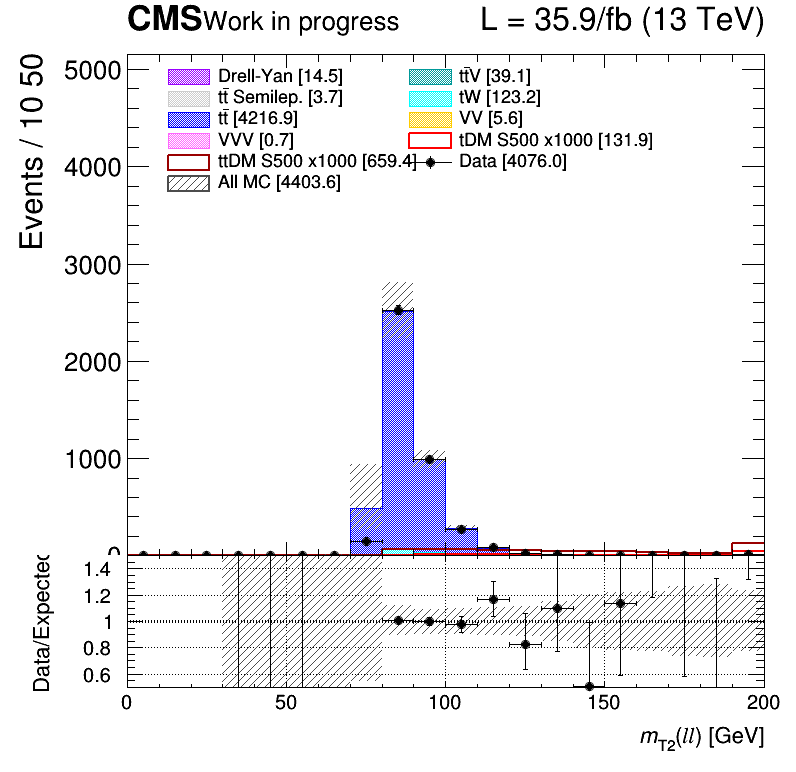 CMS Work in progress L = 35.9/fb (13 TeV)
Events / 10 50
5000
4000
3000
2000
1000
0
Drell-Yan [14.5]
tt̄V [39.1]
tt̄ Semilep. [3.7]
tW [123.2]
tt̄ [4216.9]
VV [5.6]
VVV [0.7]
tDM S500 x1000 [131.9]
ttDM S500 x1000 [659.4]
Data [4076.0]
All MC [4403.6]
Data/Expected
1.4
1.2
1
0.8
0.6
0 50 100 150 200
m_T2(ll) [GeV]